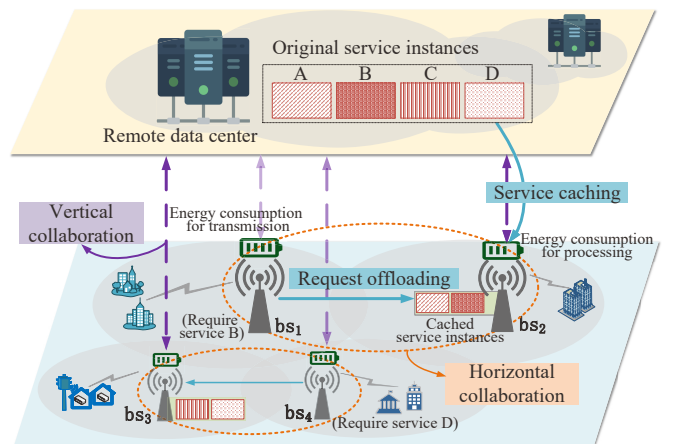 Original service instances
A B C D
Remote data center
Service caching
Vertical
collaboration
Energy consumption
for transmission
Energy consumption
for processing
Request offloading
(Require
service B)
bs1
Cached
service instances
bs2
Horizontal
collaboration
bs3
bs4
(Require service D)